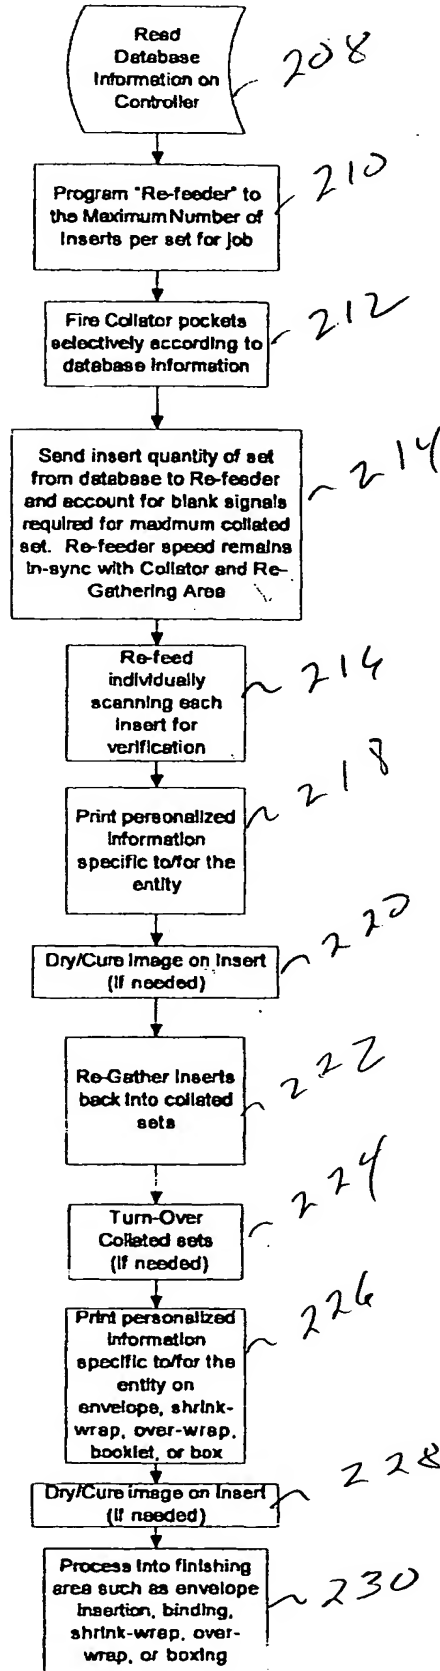 Read
Database
Information on
Controller
208
Program "Re-feeder" to
the Maximum Number of
Inserts per set for job
210
Fire Collator pockets
selectively according to
database information
212
Send insert quantity of set
from database to Re-feeder
and account for blank signals
required for maximum collated
set. Re-feeder speed remains
in-sync with Collator and Re-
Gathering Area
214
Re-feed
individually
scanning each
insert for
verification
216
Print personalized
information
specific to/for the
entity
218
Dry/Cure image on Insert
(if needed)
220
Re-Gather Inserts
back into collated
sets
222
Turn-Over
Collated sets
(if needed)
224
Print personalized
information
specific to/for the
entity on
envelope, shrink-
wrap, over-wrap,
booklet, or box
226
Dry/Cure image on Insert
(if needed)
228
Process into finishing
area such as envelope
insertion, binding,
shrink-wrap, over-
wrap, or boxing
230